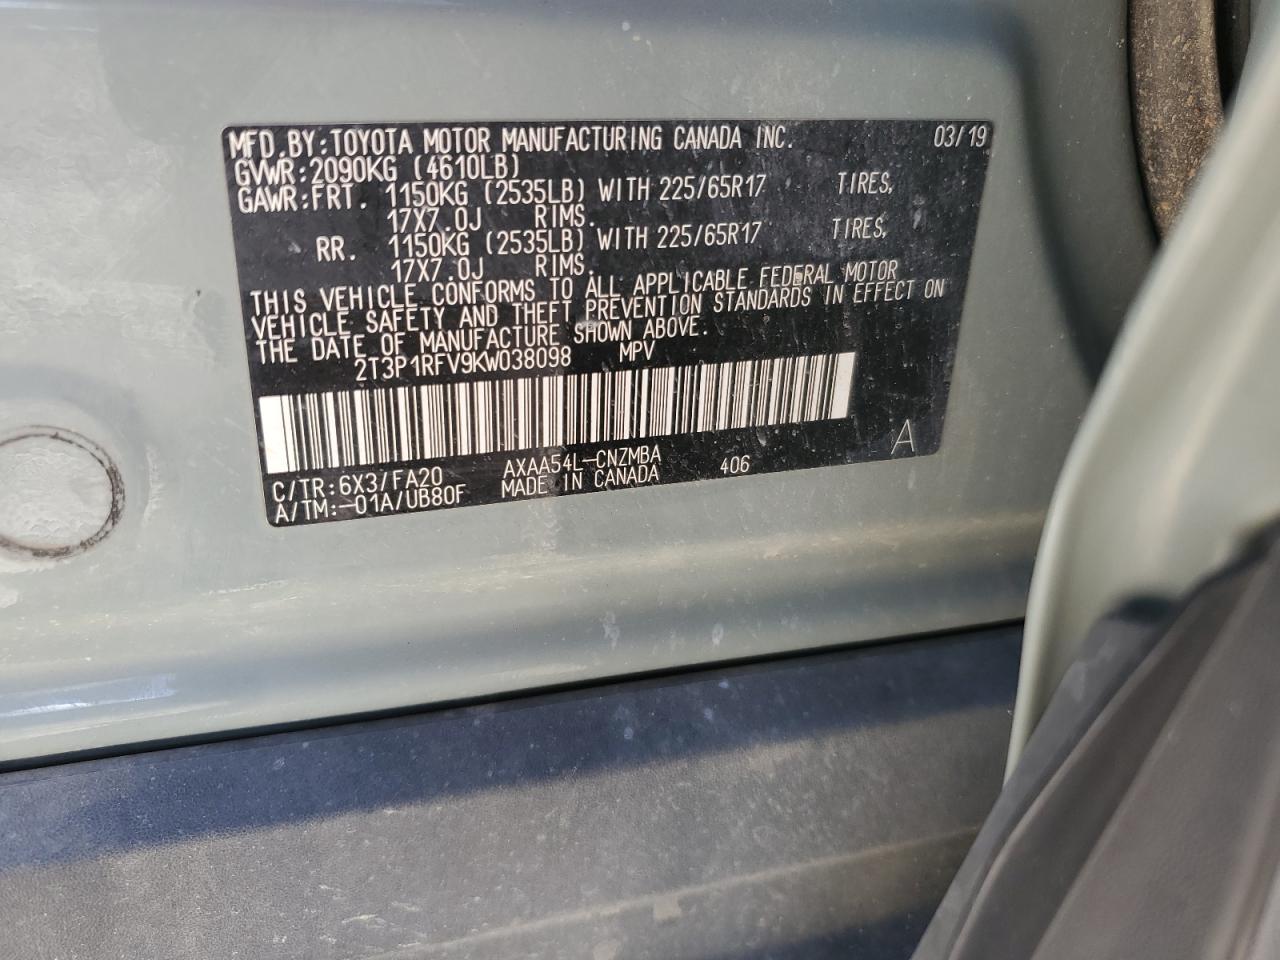 MFD.BY:TOYOTA MOTOR MANUFACTURING CANADA INC. 03/19
GVWR:2090KG (4610LB)
GAWR:FRT. 1150KG (2535LB) WITH 225/65R17 TIRES,
17X7.0J RIMS.
RR. 1150KG (2535LB) WITH 225/65R17 TIRES,
17X7.0J RIMS.
THIS VEHICLE CONFORMS TO ALL APPLICABLE FEDERAL MOTOR
VEHICLE SAFETY AND THEFT PREVENTION STANDARDS IN EFFECT ON
THE DATE OF MANUFACTURE SHOWN ABOVE.
2T3P1RFV9KW038098 MPV
C/TR:6X3/FA20 AXAA54L-CNZMBA 406 A
A/TM:-01A/UB80F MADE IN CANADA